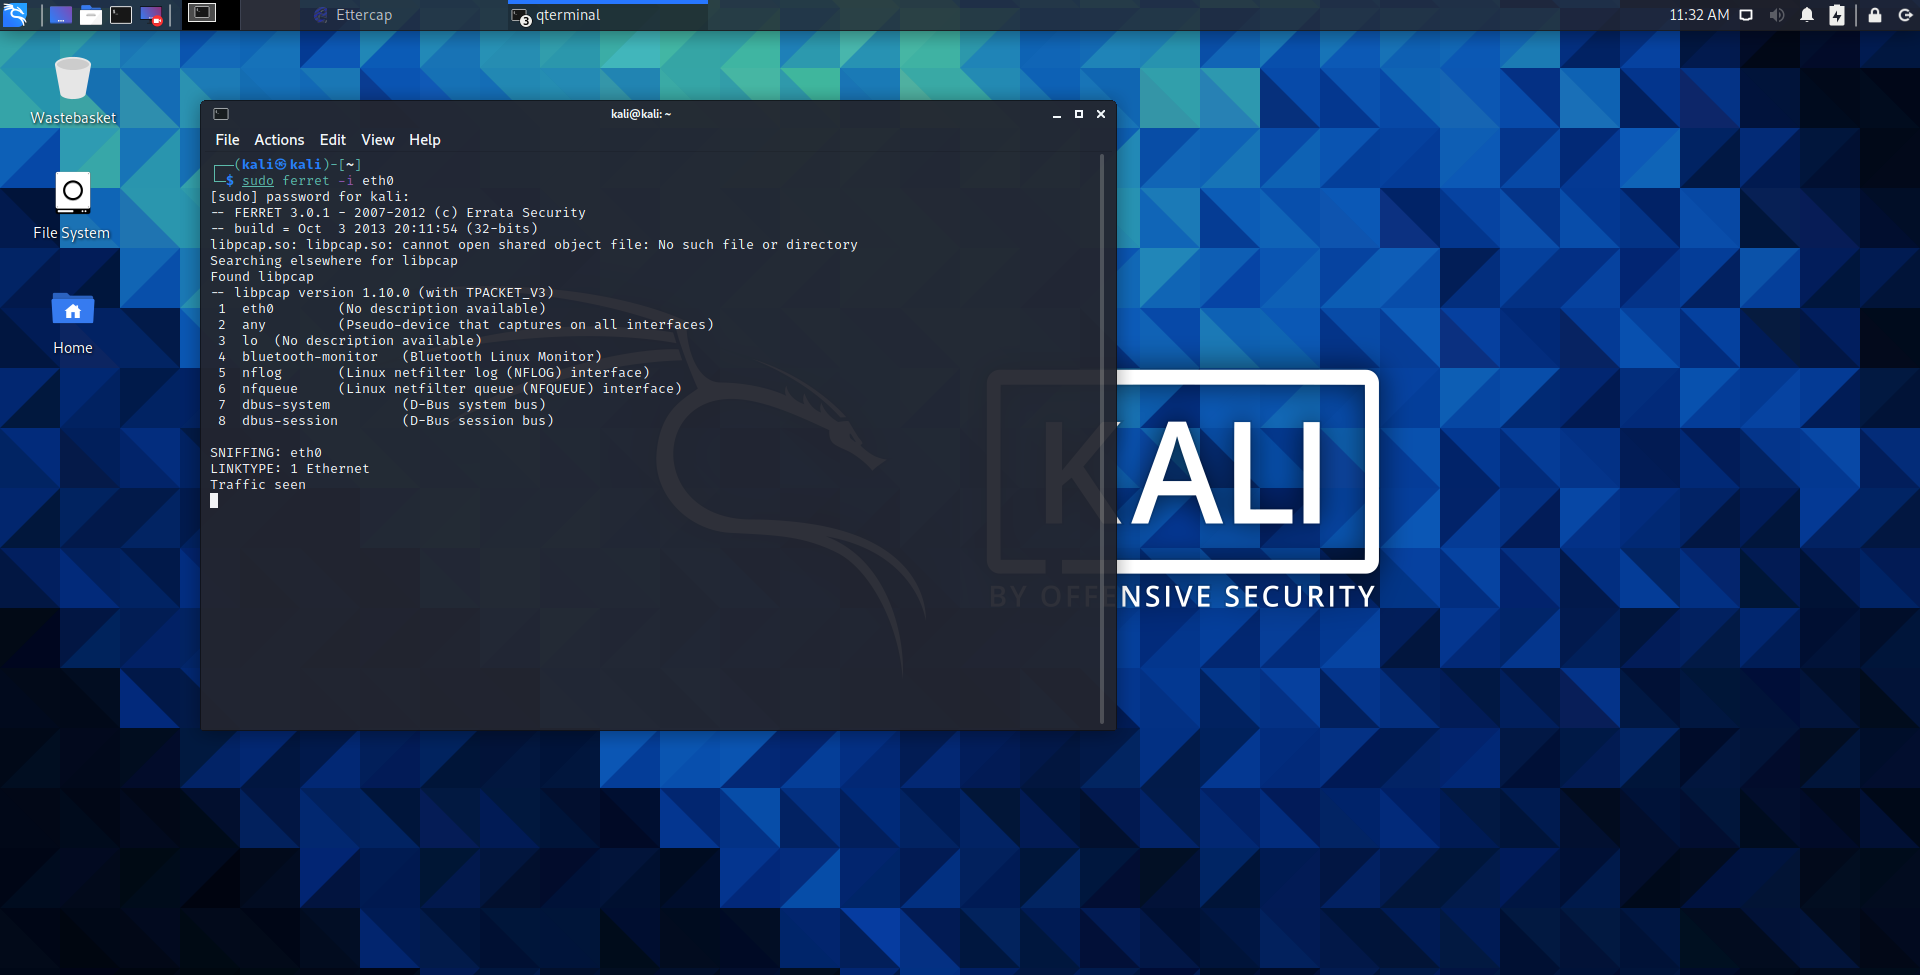 Ettercap
3 qterminal
11:32 AM
Wastebasket
File System
Home
kali@kali: ~
File Actions Edit View Help
┌──(kali㉿kali)-[~]
└─$ sudo ferret -i eth0
[sudo] password for kali:
-- FERRET 3.0.1 - 2007-2012 (c) Errata Security
-- build = Oct  3 2013 20:11:54 (32-bits)
libpcap.so: libpcap.so: cannot open shared object file: No such file or directory
Searching elsewhere for libpcap
Found libpcap
-- libpcap version 1.10.0 (with TPACKET_V3)
 1  eth0        (No description available)
 2  any         (Pseudo-device that captures on all interfaces)
 3  lo  (No description available)
 4  bluetooth-monitor   (Bluetooth Linux Monitor)
 5  nflog       (Linux netfilter log (NFLOG) interface)
 6  nfqueue     (Linux netfilter queue (NFQUEUE) interface)
 7  dbus-system         (D-Bus system bus)
 8  dbus-session        (D-Bus session bus)
SNIFFING: eth0
LINKTYPE: 1 Ethernet
Traffic seen
KALI
BY OFFENSIVE SECURITY